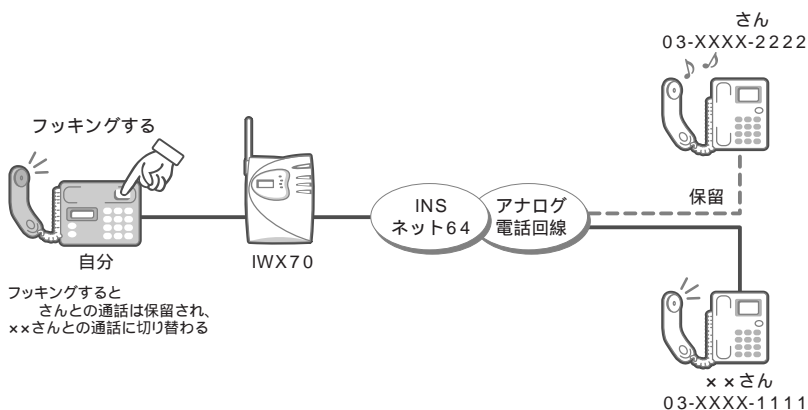 さん
03-XXXX-2222
フッキングする
保留
INS
ネット64
アナログ
電話回線
自分
IWX70
フッキングすると
さんとの通話は保留され、
××さんとの通話に切り替わる
××さん
03-XXXX-1111